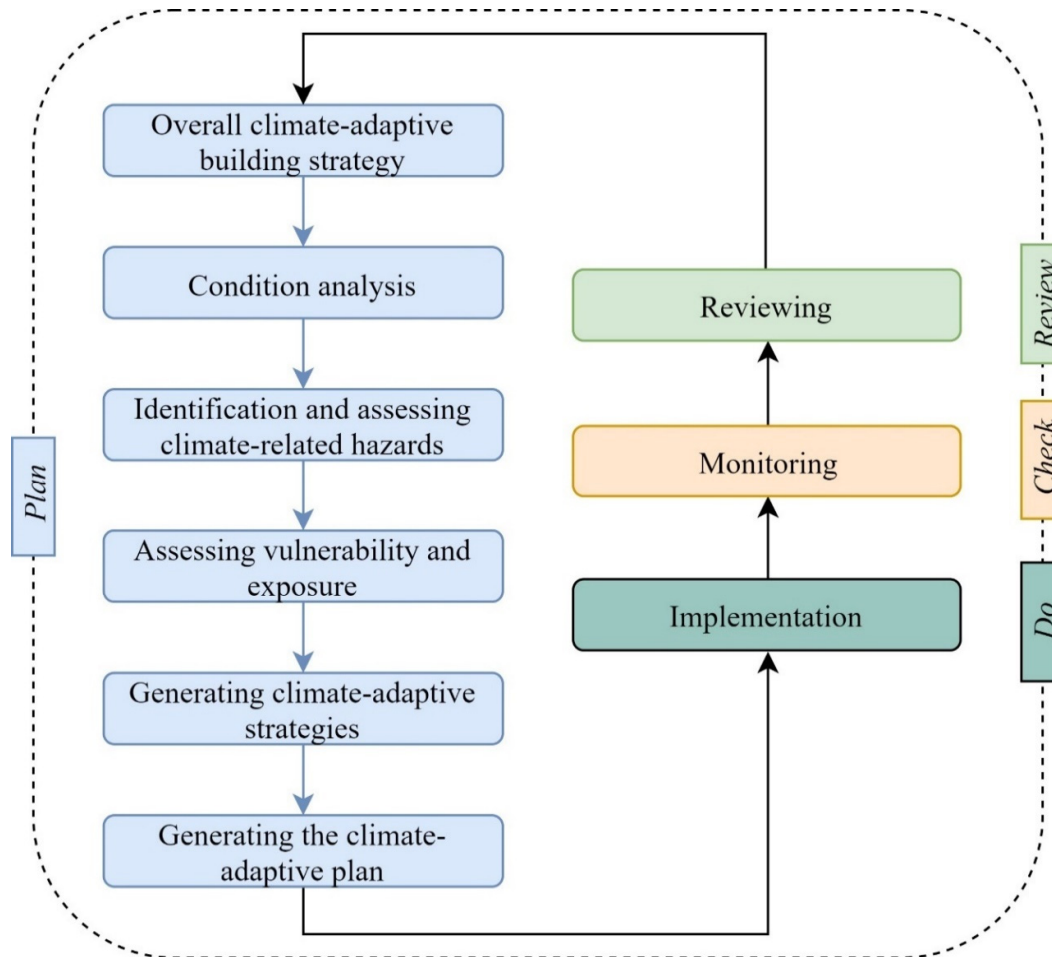 Overall climate-adaptive
building strategy
Condition analysis
Identification and assessing
climate-related hazards
Assessing vulnerability and
exposure
Generating climate-adaptive
strategies
Generating the climate-
adaptive plan
Reviewing
Monitoring
Implementation
Plan
Review
Check
Do